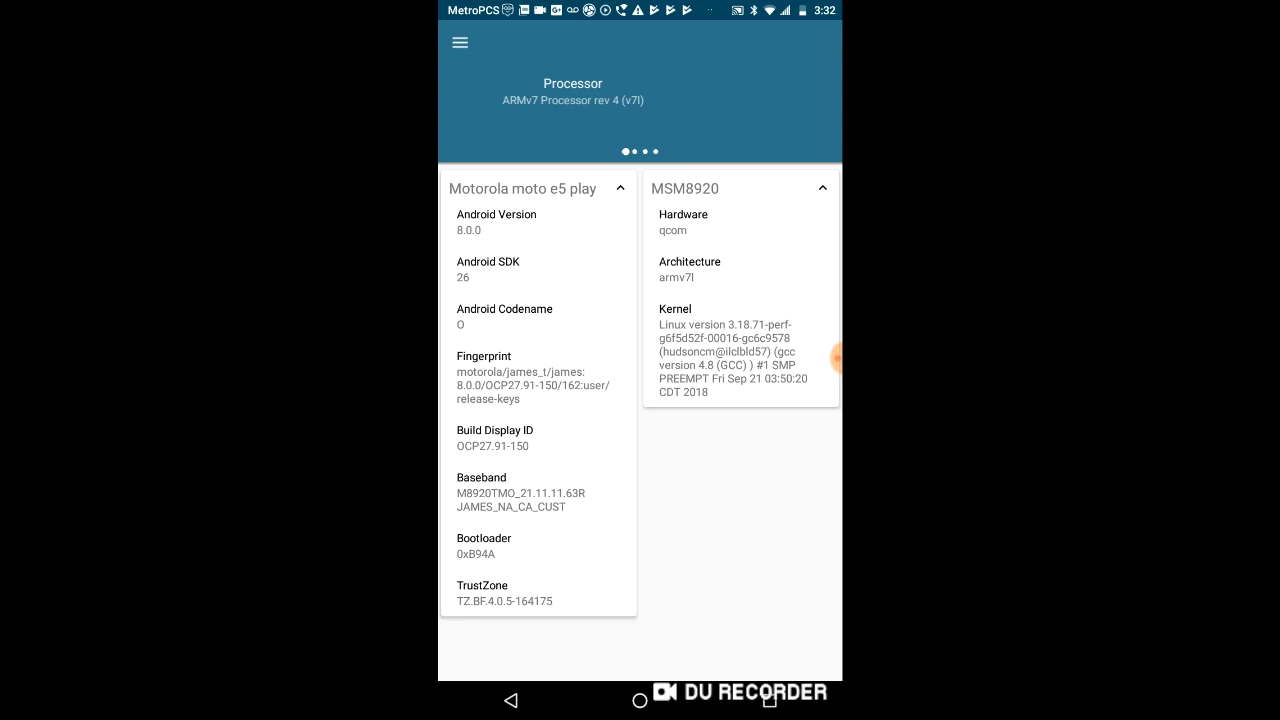 MetroPCS 3:32
Processor
ARMv7 Processor rev 4 (v7l)
Motorola moto e5 play
Android Version
8.0.0
Android SDK
26
Android Codename
O
Fingerprint
motorola/james_t/james:
8.0.0/OCP27.91-150/162:user/
release-keys
Build Display ID
OCP27.91-150
Baseband
M8920TMO_21.11.11.63R
JAMES_NA_CA_CUST
Bootloader
0xB94A
TrustZone
TZ.BF.4.0.5-164175
MSM8920
Hardware
qcom
Architecture
armv7l
Kernel
Linux version 3.18.71-perf-
g6f5d52f-00016-gc6c9578
(hudsoncm@ilclbld57) (gcc
version 4.8 (GCC) ) #1 SMP
PREEMPT Fri Sep 21 03:50:20
CDT 2018
DU RECORDER